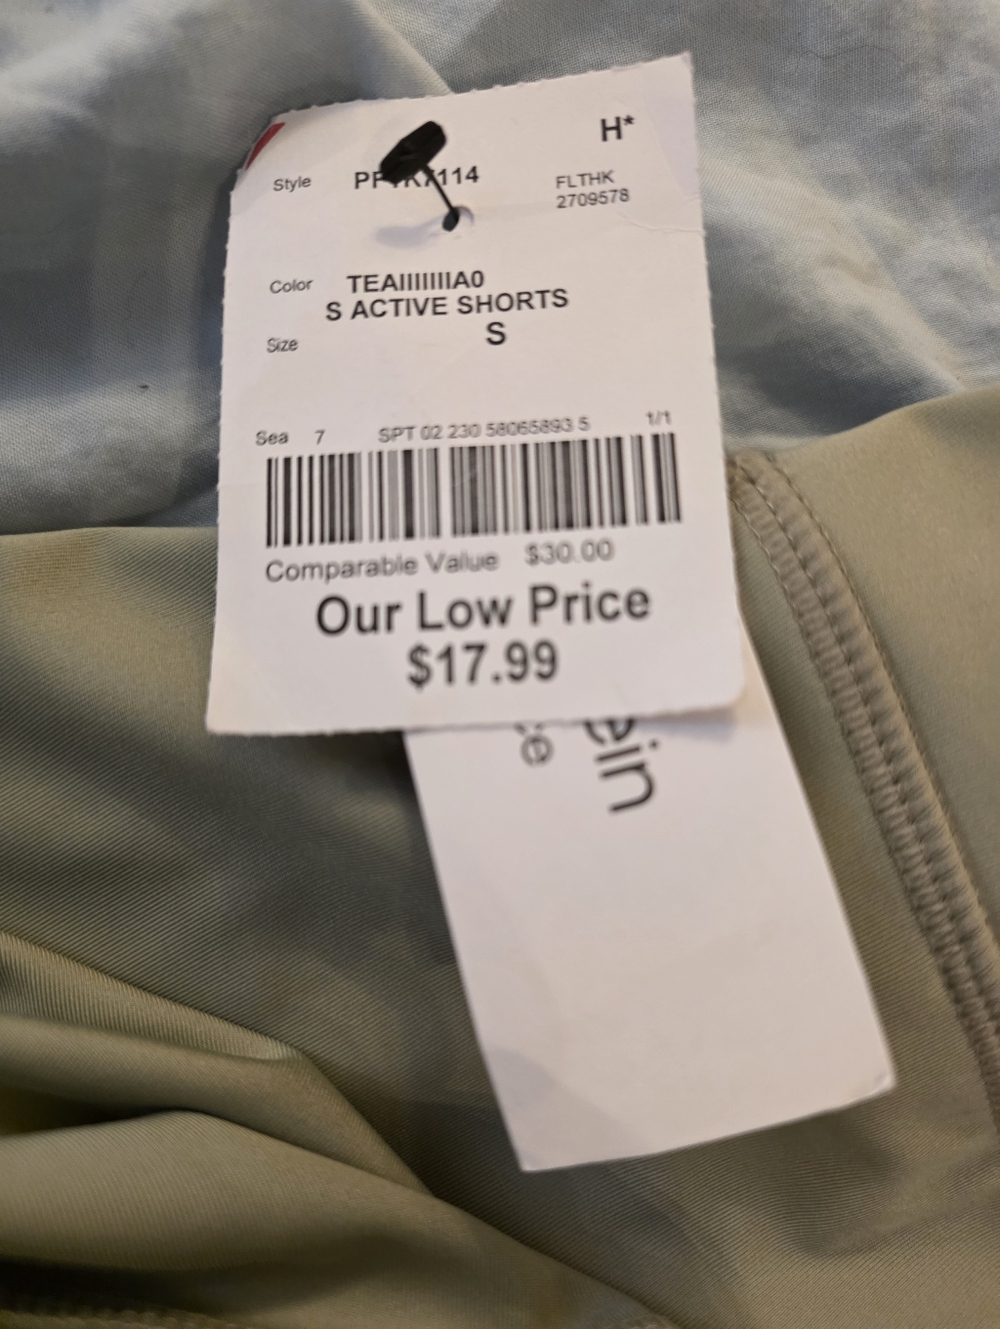 H*
Style
FLTHK
2709578
Color TEAIIIIIIIA0
S ACTIVE SHORTS
Size S
Sea 7 SPT 02 230 58065893 5 1/1
Comparable Value $30.00
Our Low Price
$17.99